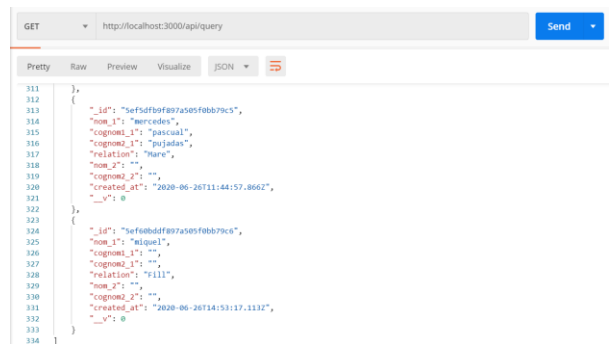 GET http://localhost:3000/api/query Send
Pretty Raw Preview Visualize JSON
311 },
312 {
313 "_id": "5ef5dfb9f897a505f0bb79c5",
314 "nom_1": "mercedes",
315 "cognom1_1": "pascual",
316 "cognom2_1": "pujadas",
317 "relation": "Mare",
318 "nom_2": "",
319 "cognom2_2": "",
320 "created_at": "2020-06-26T11:44:57.866Z",
321 "__v": 0
322 },
323 {
324 "_id": "5ef60bddf897a505f0bb79c6",
325 "nom_1": "miquel",
326 "cognom1_1": "",
327 "cognom2_1": "",
328 "relation": "Fill",
329 "nom_2": "",
330 "cognom2_2": "",
331 "created_at": "2020-06-26T14:53:17.113Z",
332 "__v": 0
333 }
334 ]